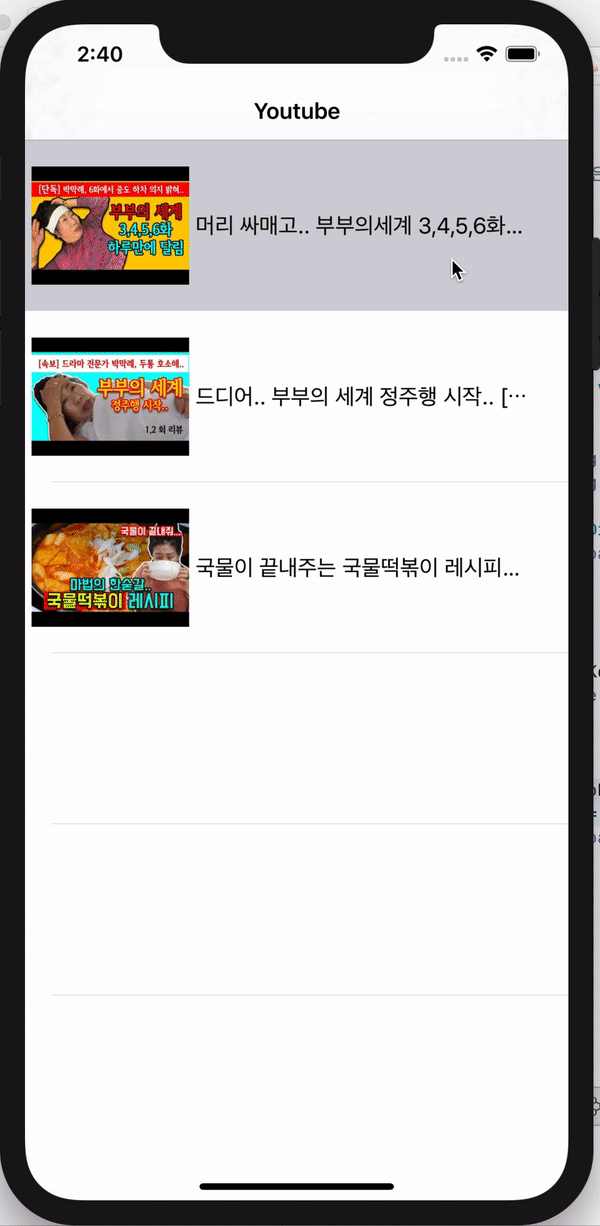 2:40
Youtube
[단독] 박막례, 6화에서 중도 하차 의지 밝혀..
부부의 세계
3,4,5,6화
하루만에 달림
머리 싸매고.. 부부의세계 3,4,5,6화...
[속보] 드라마 전문가 박막례, 두통 호소해..
부부의 세계
정주행 시작..
1,2 회 리뷰
드디어.. 부부의 세계 정주행 시작.. [...
국물이 끝내줘...
마법의 한숟갈..
국물떡볶이 레시피
국물이 끝내주는 국물떡볶이 레시피...